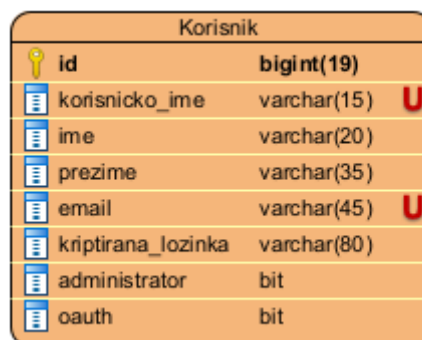 Korisnik
id bigint(19)
korisnicko_ime varchar(15) U
ime varchar(20)
prezime varchar(35)
email varchar(45) U
kriptirana_lozinka varchar(80)
administrator bit
oauth bit